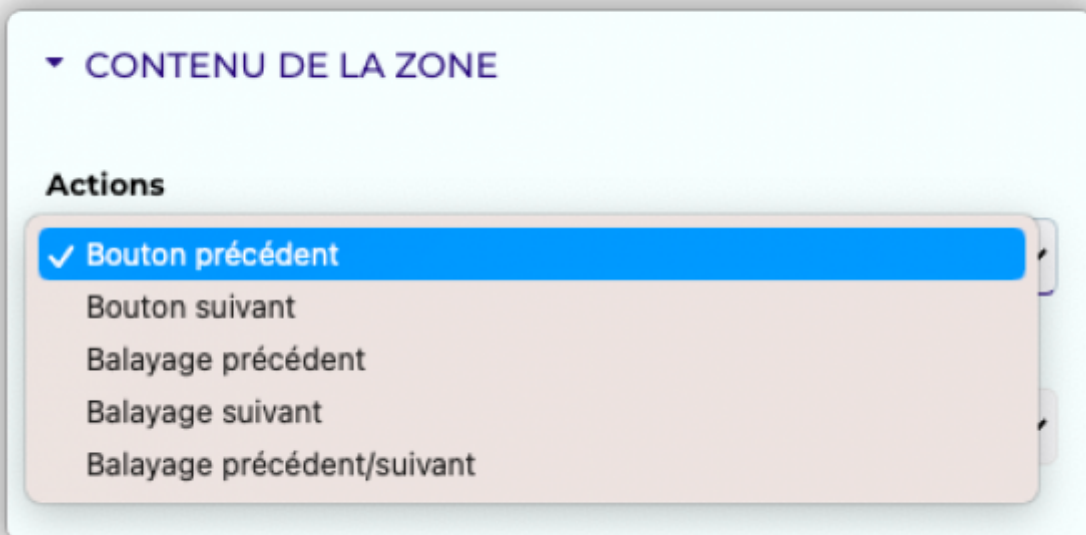 CONTENU DE LA ZONE
Actions
Bouton précédent
Bouton suivant
Balayage précédent
Balayage suivant
Balayage précédent/suivant